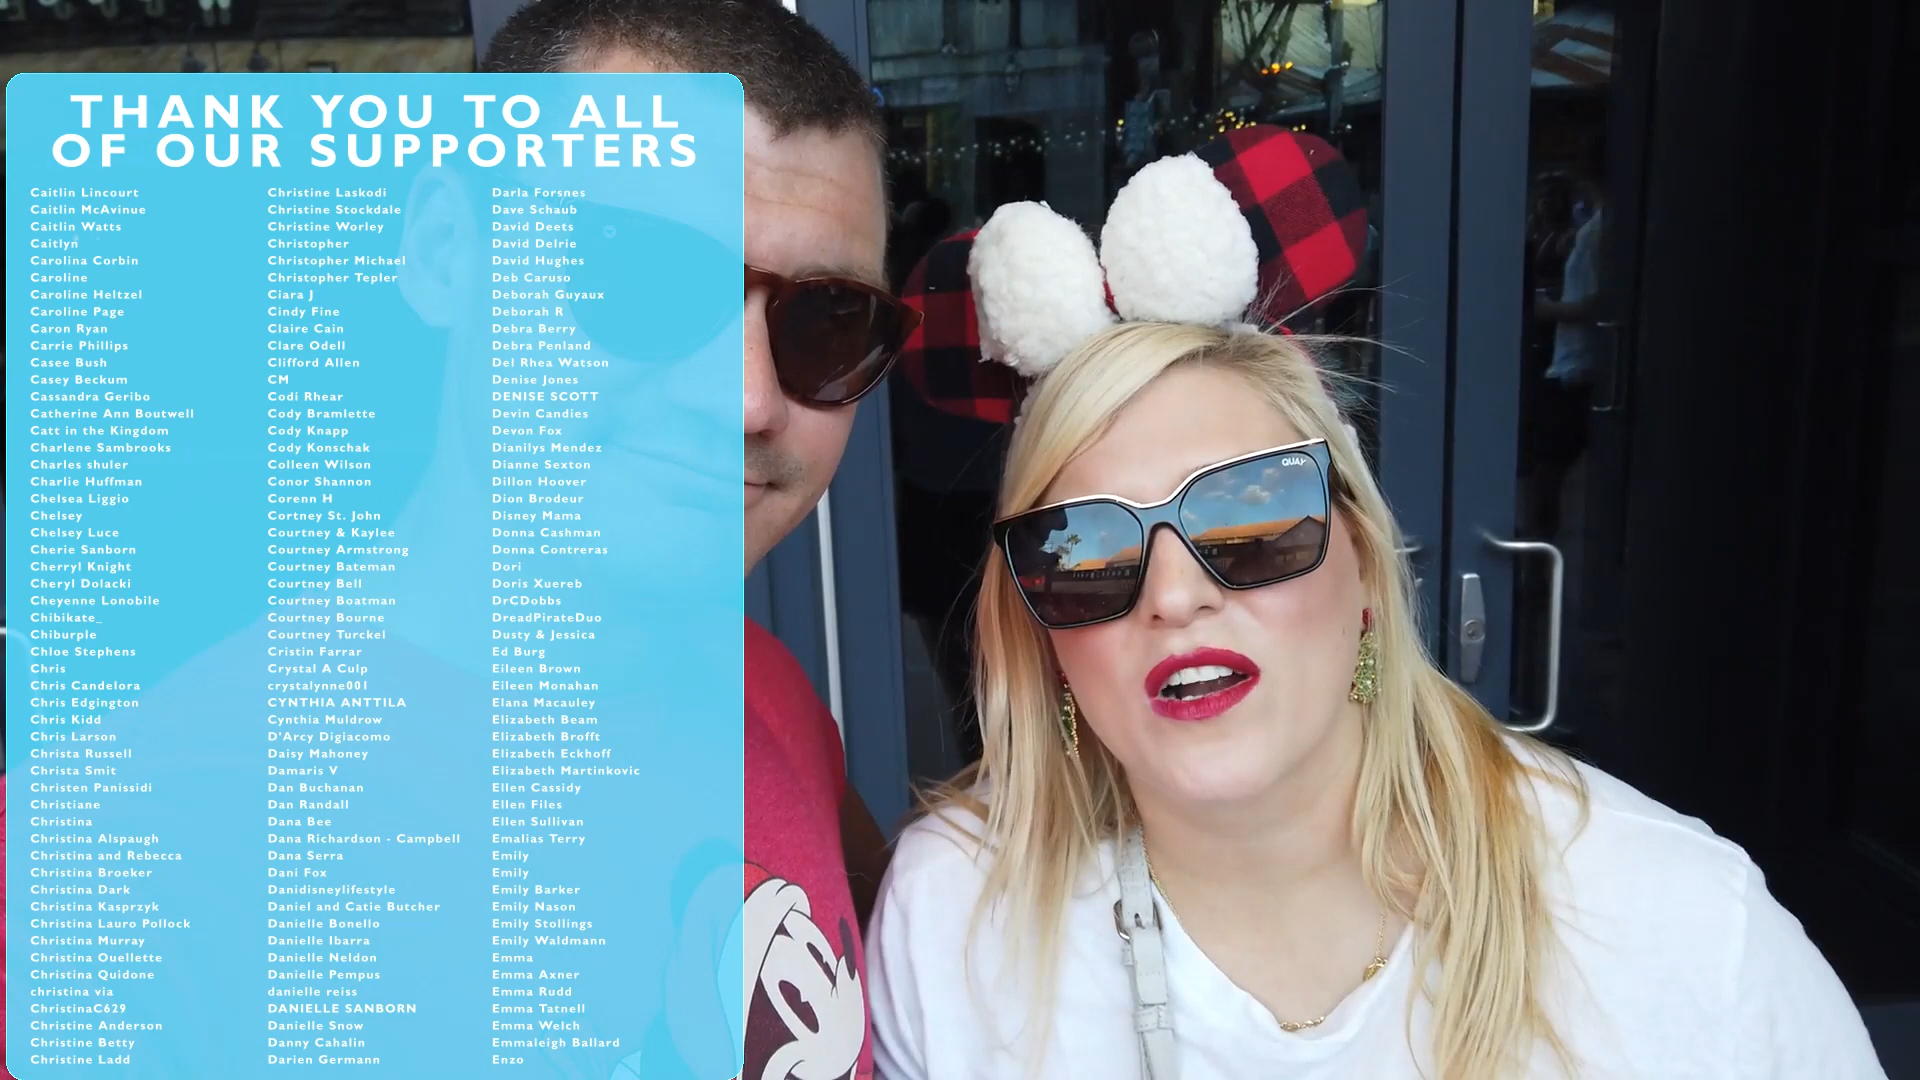 THANK YOU TO ALL
OF OUR SUPPORTERS
Caitlin Lincourt
Caitlin McAvinue
Caitlin Watts
Caitlyn
Carolina Corbin
Caroline
Caroline Heltzel
Caroline Page
Caron Ryan
Carrie Phillips
Casee Bush
Casey Beckum
Cassandra Geribo
Catherine Ann Boutwell
Catt in the Kingdom
Charlene Sambrooks
Charles shuler
Charlie Huffman
Chelsea Liggio
Chelsey
Chelsey Luce
Cherie Sanborn
Cherryl Knight
Cheryl Dolacki
Cheyenne Lonobile
Chibikate_
Chiburple
Chloe Stephens
Chris
Chris Candelora
Chris Edgington
Chris Kidd
Chris Larson
Christa Russell
Christa Smit
Christen Panissidi
Christiane
Christina
Christina Alspaugh
Christina and Rebecca
Christina Broeker
Christina Dark
Christina Kasprzyk
Christina Lauro Pollock
Christina Murray
Christina Ouellette
Christina Quidone
christina via
ChristinaC629
Christine Anderson
Christine Betty
Christine Ladd
Christine Laskodi
Christine Stockdale
Christine Worley
Christopher
Christopher Michael
Christopher Tepler
Ciara J
Cindy Fine
Claire Cain
Clare Odell
Clifford Allen
CM
Codi Rhear
Cody Bramlette
Cody Knapp
Cody Konschak
Colleen Wilson
Conor Shannon
Corenn H
Cortney St. John
Courtney & Kaylee
Courtney Armstrong
Courtney Bateman
Courtney Bell
Courtney Boatman
Courtney Bourne
Courtney Turckel
Cristin Farrar
Crystal A Culp
crystalynne001
CYNTHIA ANTTILA
Cynthia Muldrow
D'Arcy Digiacomo
Daisy Mahoney
Damaris V
Dan Buchanan
Dan Randall
Dana Bee
Dana Richardson - Campbell
Dana Serra
Dani Fox
Danidisneylifestyle
Daniel and Catie Butcher
Danielle Bonello
Danielle Ibarra
Danielle Neldon
Danielle Pempus
danielle reiss
DANIELLE SANBORN
Danielle Snow
Danny Cahalin
Darien Germann
Darla Forsnes
Dave Schaub
David Deets
David Delrie
David Hughes
Deb Caruso
Deborah Guyaux
Deborah R
Debra Berry
Debra Penland
Del Rhea Watson
Denise Jones
DENISE SCOTT
Devin Candies
Devon Fox
Dianilys Mendez
Dianne Sexton
Dillon Hoover
Dion Brodeur
Disney Mama
Donna Cashman
Donna Contreras
Dori
Doris Xuereb
DrCDobbs
DreadPirateDuo
Dusty & Jessica
Ed Burg
Eileen Brown
Eileen Monahan
Elana Macauley
Elizabeth Beam
Elizabeth Brofft
Elizabeth Eckhoff
Elizabeth Martinkovic
Ellen Cassidy
Ellen Files
Ellen Sullivan
Emalias Terry
Emily
Emily
Emily Barker
Emily Nason
Emily Stollings
Emily Waldmann
Emma
Emma Axner
Emma Rudd
Emma Tatnell
Emma Welch
Emmaleigh Ballard
Enzo
QUAY